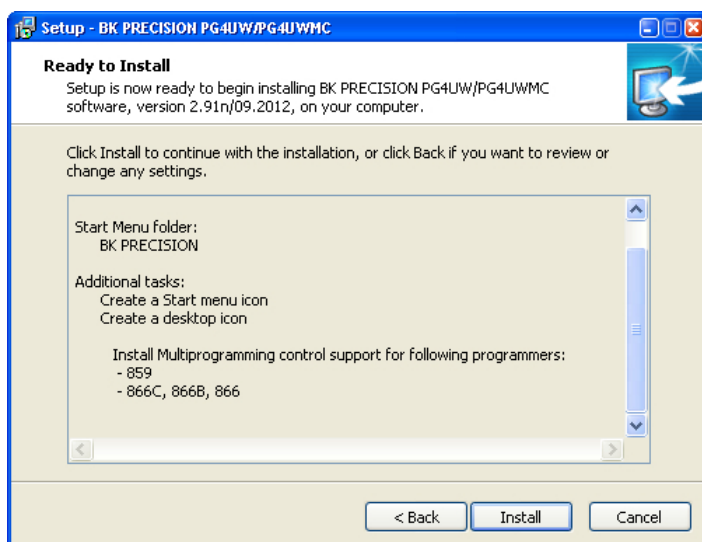 Setup - BK PRECISION PG4UW/PG4UWMC
Ready to Install
Setup is now ready to begin installing BK PRECISION PG4UW/PG4UWMC
software, version 2.91n/09.2012, on your computer.
Click Install to continue with the installation, or click Back if you want to review or
change any settings.
Start Menu folder:
BK PRECISION
Additional tasks:
Create a Start menu icon
Create a desktop icon
Install Multiprogramming control support for following programmers:
- 859
- 866C, 866B, 866
< Back
Install
Cancel